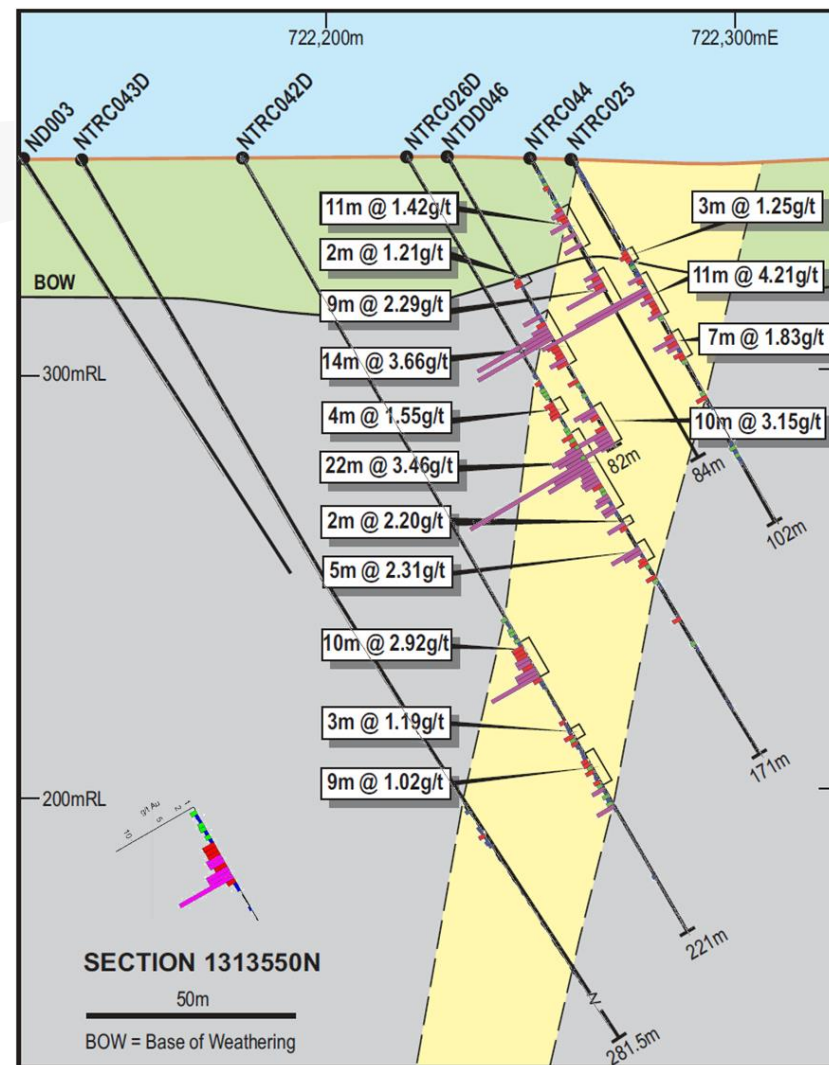 722,200m
722,300mE
ND003
NTRC043D
NTRC042D
NTRC026D
NTDD046
NTRC044
NTRC025
11m @ 1.42g/t
3m @ 1.25g/t
2m @ 1.21g/t
BOW
11m @ 4.21g/t
9m @ 2.29g/t
7m @ 1.83g/t
14m @ 3.66g/t
300mRL
4m @ 1.55g/t
10m @ 3.15g/t
82m
22m @ 3.46g/t
84m
2m @ 2.20g/t
102m
5m @ 2.31g/t
10m @ 2.92g/t
3m @ 1.19g/t
171m
9m @ 1.02g/t
200mRL
g/t Au
1
2
5
10
221m
SECTION 1313550N
50m
281.5m
BOW = Base of Weathering